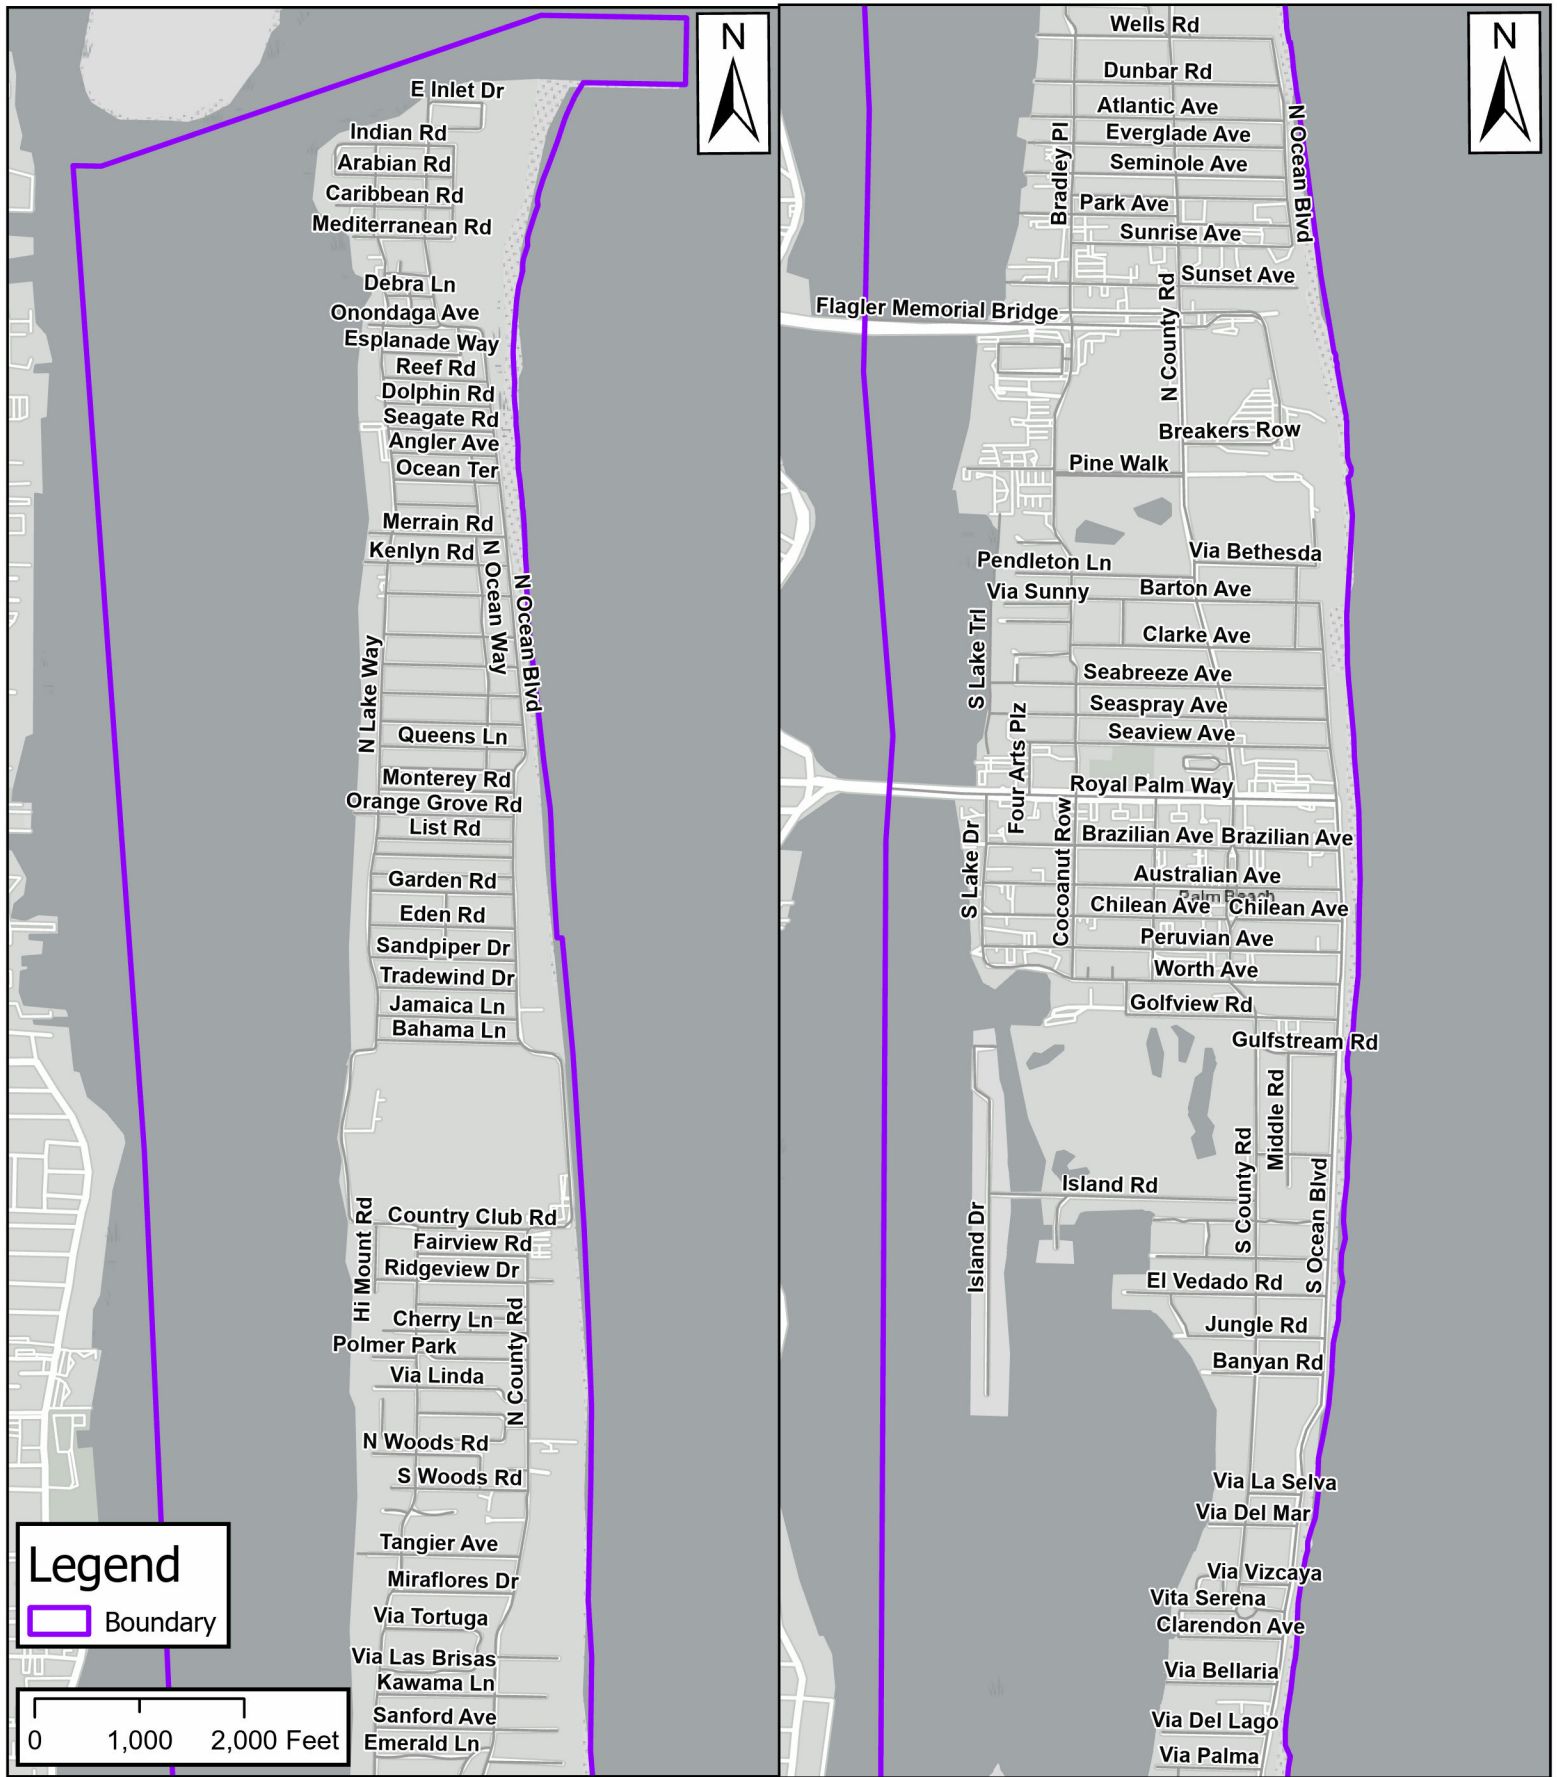 N
E Inlet Dr
Indian Rd
Arabian Rd
Caribbean Rd
Mediterranean Rd
Debra Ln
Onondaga Ave
Esplanade Way
Reef Rd
Dolphin Rd
Seagate Rd
Angler Ave
Ocean Ter
Merrain Rd
Kenlyn Rd
N Ocean Way
N Ocean Blvd
N Lake Way
Queens Ln
Monterey Rd
Orange Grove Rd
List Rd
Garden Rd
Eden Rd
Sandpiper Dr
Tradewind Dr
Jamaica Ln
Bahama Ln
Hi Mount Rd
Country Club Rd
Fairview Rd
Ridgeview Dr
Cherry Ln
N County Rd
Polmer Park
Via Linda
N Woods Rd
S Woods Rd
Tangier Ave
Miraflores Dr
Via Tortuga
Via Las Brisas
Kawama Ln
Sanford Ave
Emerald Ln
Legend
Boundary
0 1,000 2,000 Feet
N
Wells Rd
Dunbar Rd
Atlantic Ave
Everglade Ave
Seminole Ave
Bradley Pl
N Ocean Blvd
Park Ave
Sunrise Ave
Sunset Ave
Flagler Memorial Bridge
N County Rd
Breakers Row
Pine Walk
Via Bethesda
Pendleton Ln
Barton Ave
Via Sunny
Clarke Ave
S Lake Trl
Seabreeze Ave
Seaspray Ave
Seaview Ave
Four Arts Plz
Royal Palm Way
Brazilian Ave Brazilian Ave
S Lake Dr
Cocoanut Row
Australian Ave
Palm Beach
Chilean Ave Chilean Ave
Peruvian Ave
Worth Ave
Golfview Rd
Gulfstream Rd
Middle Rd
S County Rd
S Ocean Blvd
Island Rd
Island Dr
El Vedado Rd
Jungle Rd
Banyan Rd
Via La Selva
Via Del Mar
Via Vizcaya
Vita Serena
Clarendon Ave
Via Bellaria
Via Del Lago
Via Palma